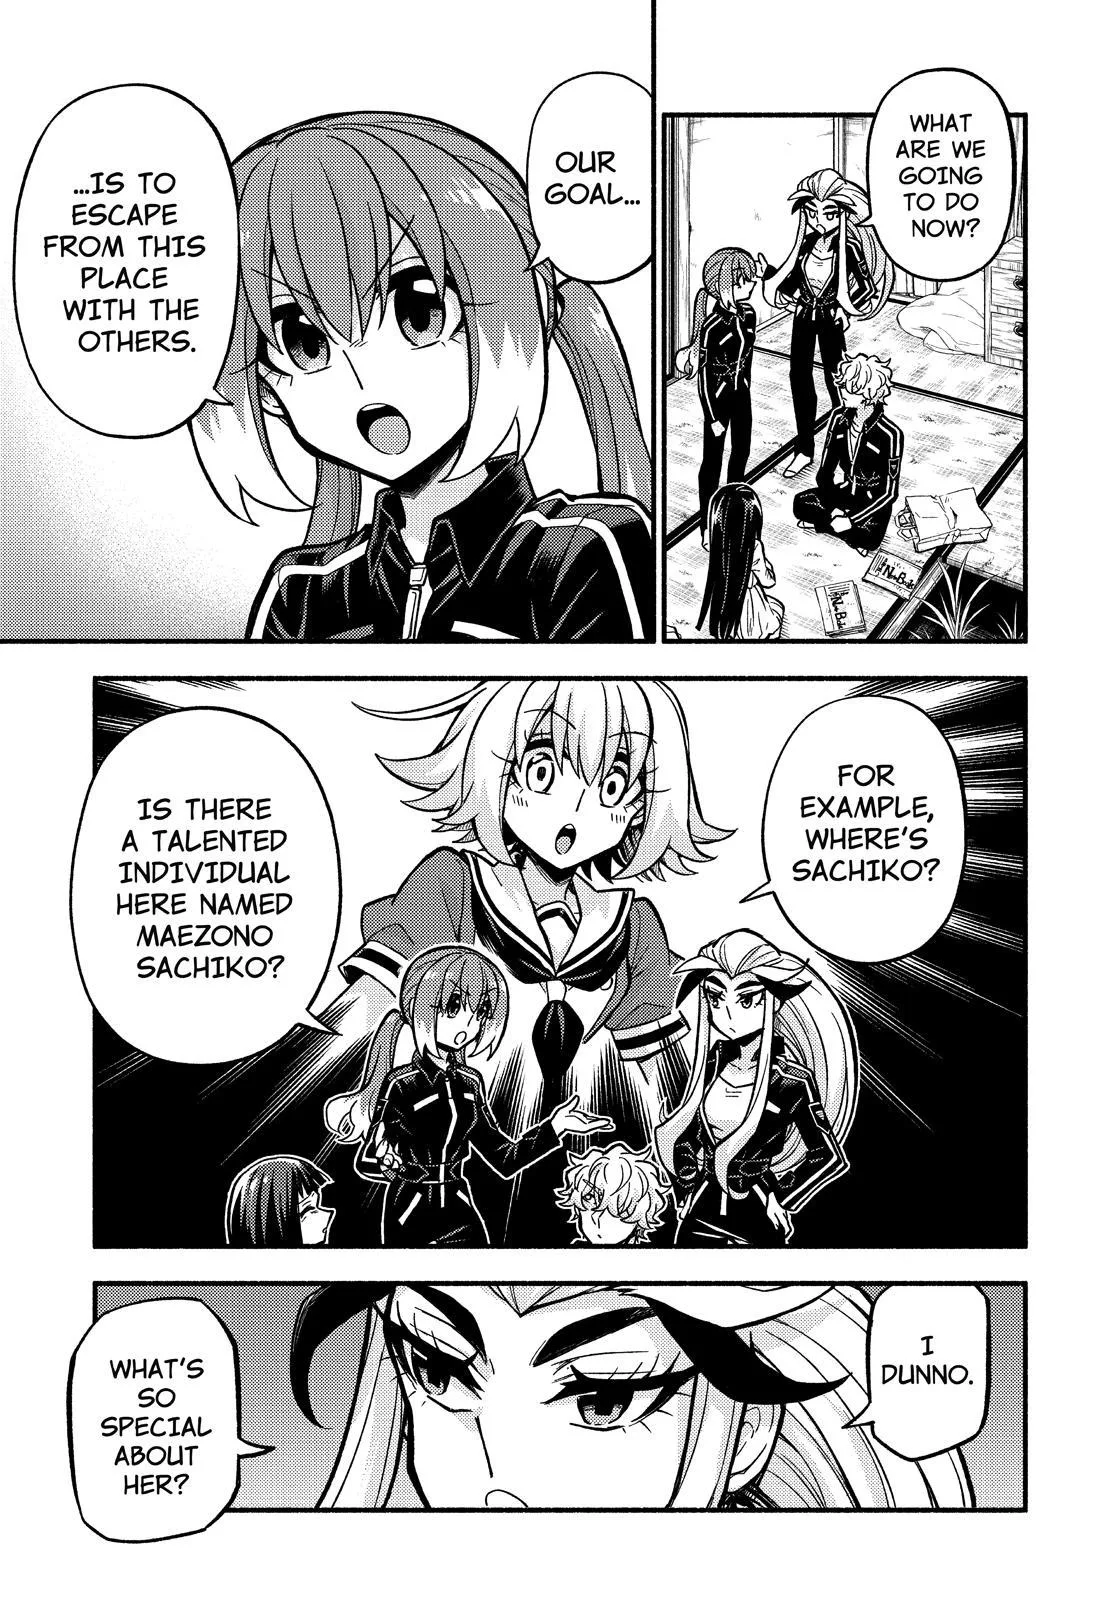 WHAT
ARE WE
GOING
TO DO
NOW?
OUR
GOAL...
...IS TO
ESCAPE
FROM THIS
PLACE
WITH THE
OTHERS.
FOR
EXAMPLE,
WHERE'S
SACHIKO?
IS THERE
A TALENTED
INDIVIDUAL
HERE NAMED
MAEZONO
SACHIKO?
I
DUNNO.
WHAT'S
SO
SPECIAL
ABOUT
HER?